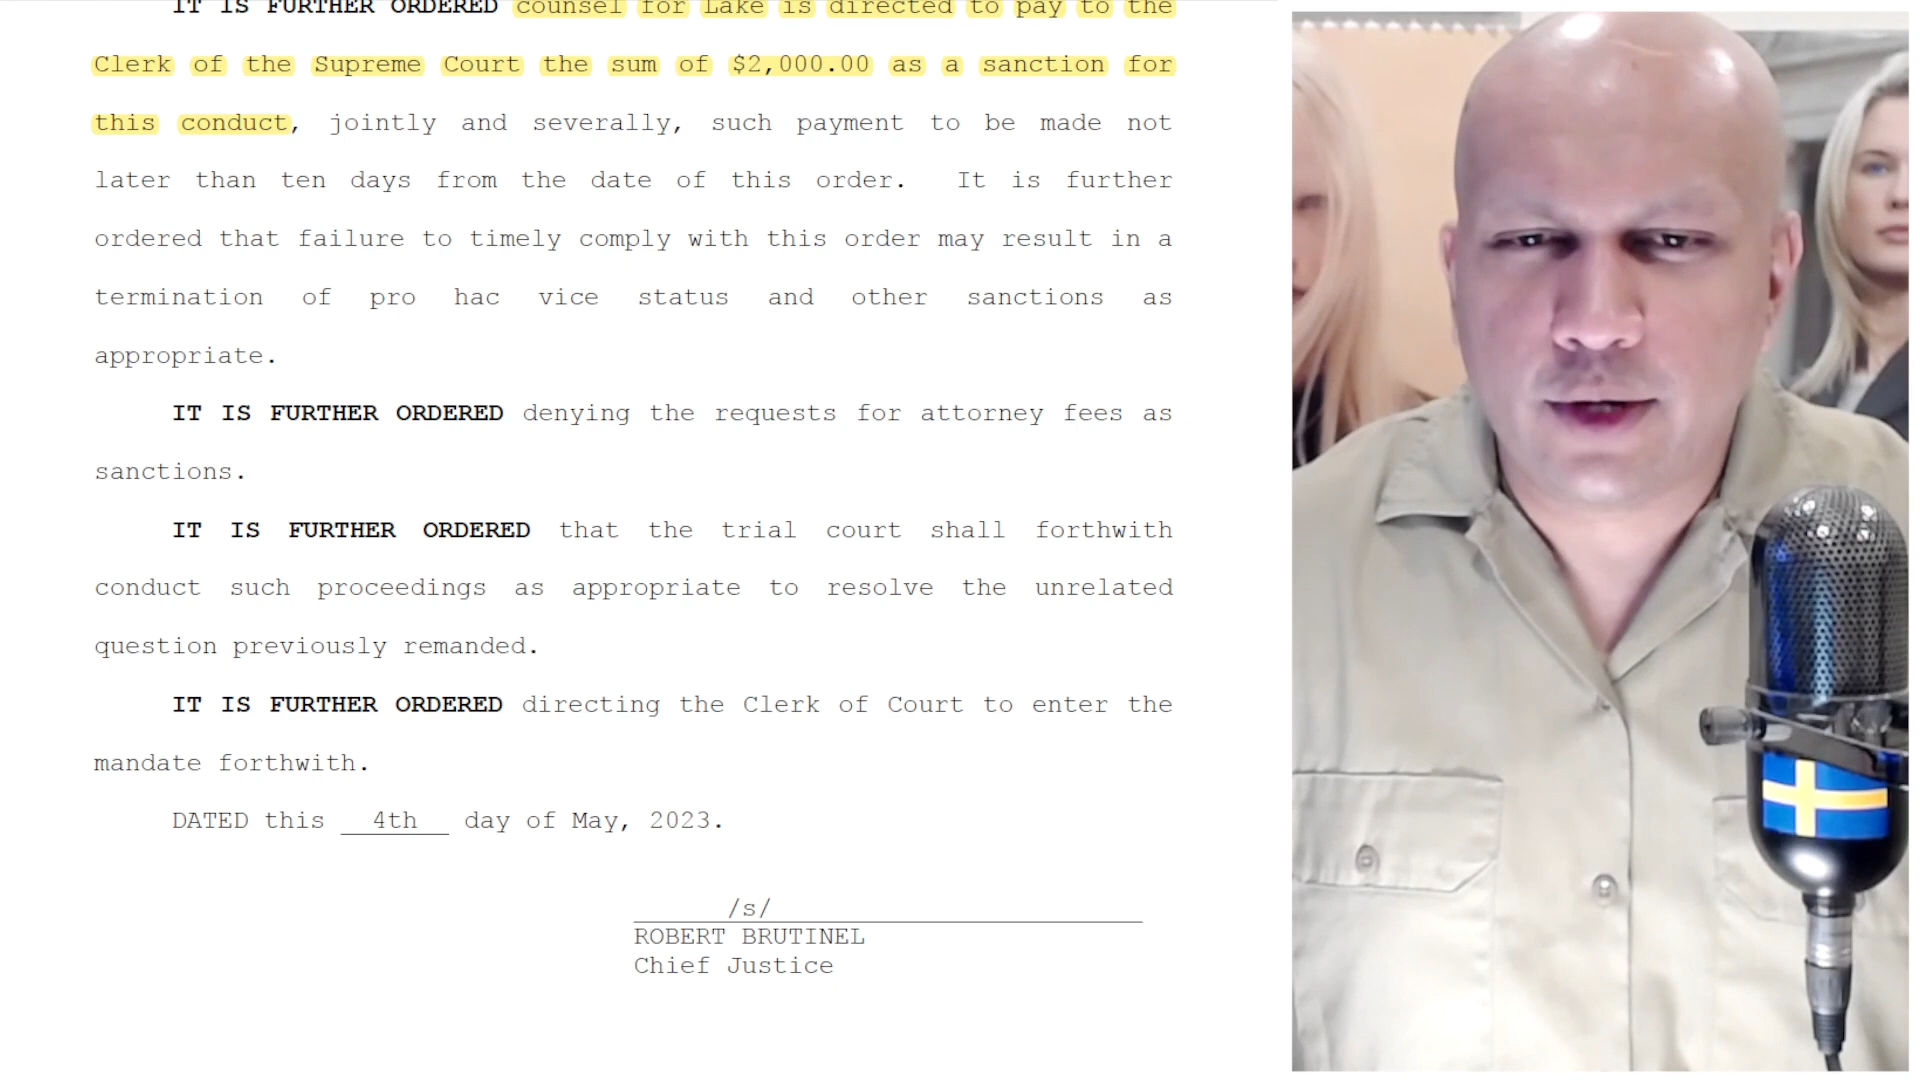 IT IS FURTHER ORDERED counsel for Lake is directed to pay to the
Clerk of the Supreme Court the sum of $2,000.00 as a sanction for
this conduct, jointly and severally, such payment to be made not
later than ten days from the date of this order. It is further
ordered that failure to timely comply with this order may result in a
termination of pro hac vice status and other sanctions as
appropriate.
IT IS FURTHER ORDERED denying the requests for attorney fees as
sanctions.
IT IS FURTHER ORDERED that the trial court shall forthwith
conduct such proceedings as appropriate to resolve the unrelated
question previously remanded.
IT IS FURTHER ORDERED directing the Clerk of Court to enter the
mandate forthwith.
DATED this 4th day of May, 2023.
/s/
ROBERT BRUTINEL
Chief Justice